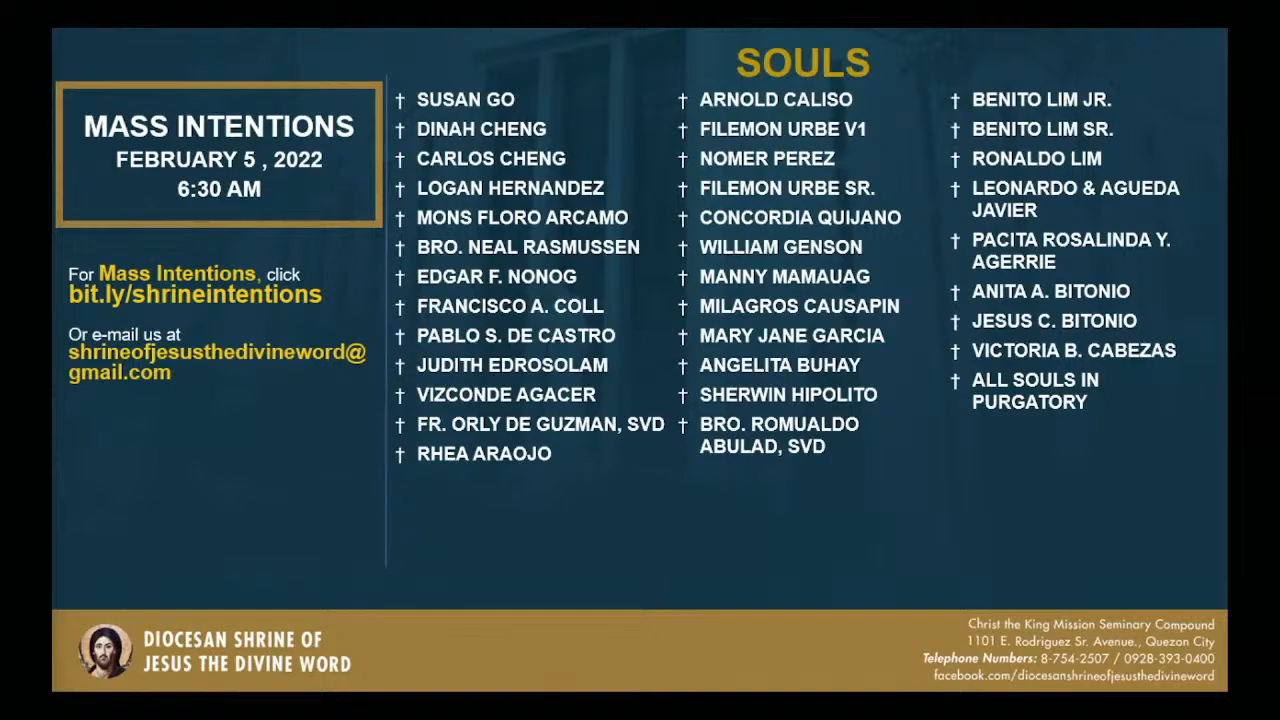 MASS INTENTIONS
FEBRUARY 5 , 2022
6:30 AM
For Mass Intentions, click
bit.ly/shrineintentions
Or e-mail us at
shrineofjesusthedivineword@
gmail.com
SOULS
† SUSAN GO
† DINAH CHENG
† CARLOS CHENG
† LOGAN HERNANDEZ
† MONS FLORO ARCAMO
† BRO. NEAL RASMUSSEN
† EDGAR F. NONOG
† FRANCISCO A. COLL
† PABLO S. DE CASTRO
† JUDITH EDROSOLAM
† VIZCONDE AGACER
† FR. ORLY DE GUZMAN, SVD
† RHEA ARAOJO
† ARNOLD CALISO
† FILEMON URBE V1
† NOMER PEREZ
† FILEMON URBE SR.
† CONCORDIA QUIJANO
† WILLIAM GENSON
† MANNY MAMAUAG
† MILAGROS CAUSAPIN
† MARY JANE GARCIA
† ANGELITA BUHAY
† SHERWIN HIPOLITO
† BRO. ROMUALDO
ABULAD, SVD
† BENITO LIM JR.
† BENITO LIM SR.
† RONALDO LIM
† LEONARDO & AGUEDA
JAVIER
† PACITA ROSALINDA Y.
AGERRIE
† ANITA A. BITONIO
† JESUS C. BITONIO
† VICTORIA B. CABEZAS
† ALL SOULS IN
PURGATORY
DIOCESAN SHRINE OF
JESUS THE DIVINE WORD
Christ the King Mission Seminary Compound
1101 E. Rodriguez Sr. Avenue., Quezon City
Telephone Numbers: 8-754-2507 / 0928-393-0400
facebook.com/diocesanshrineofjesusthedivineword